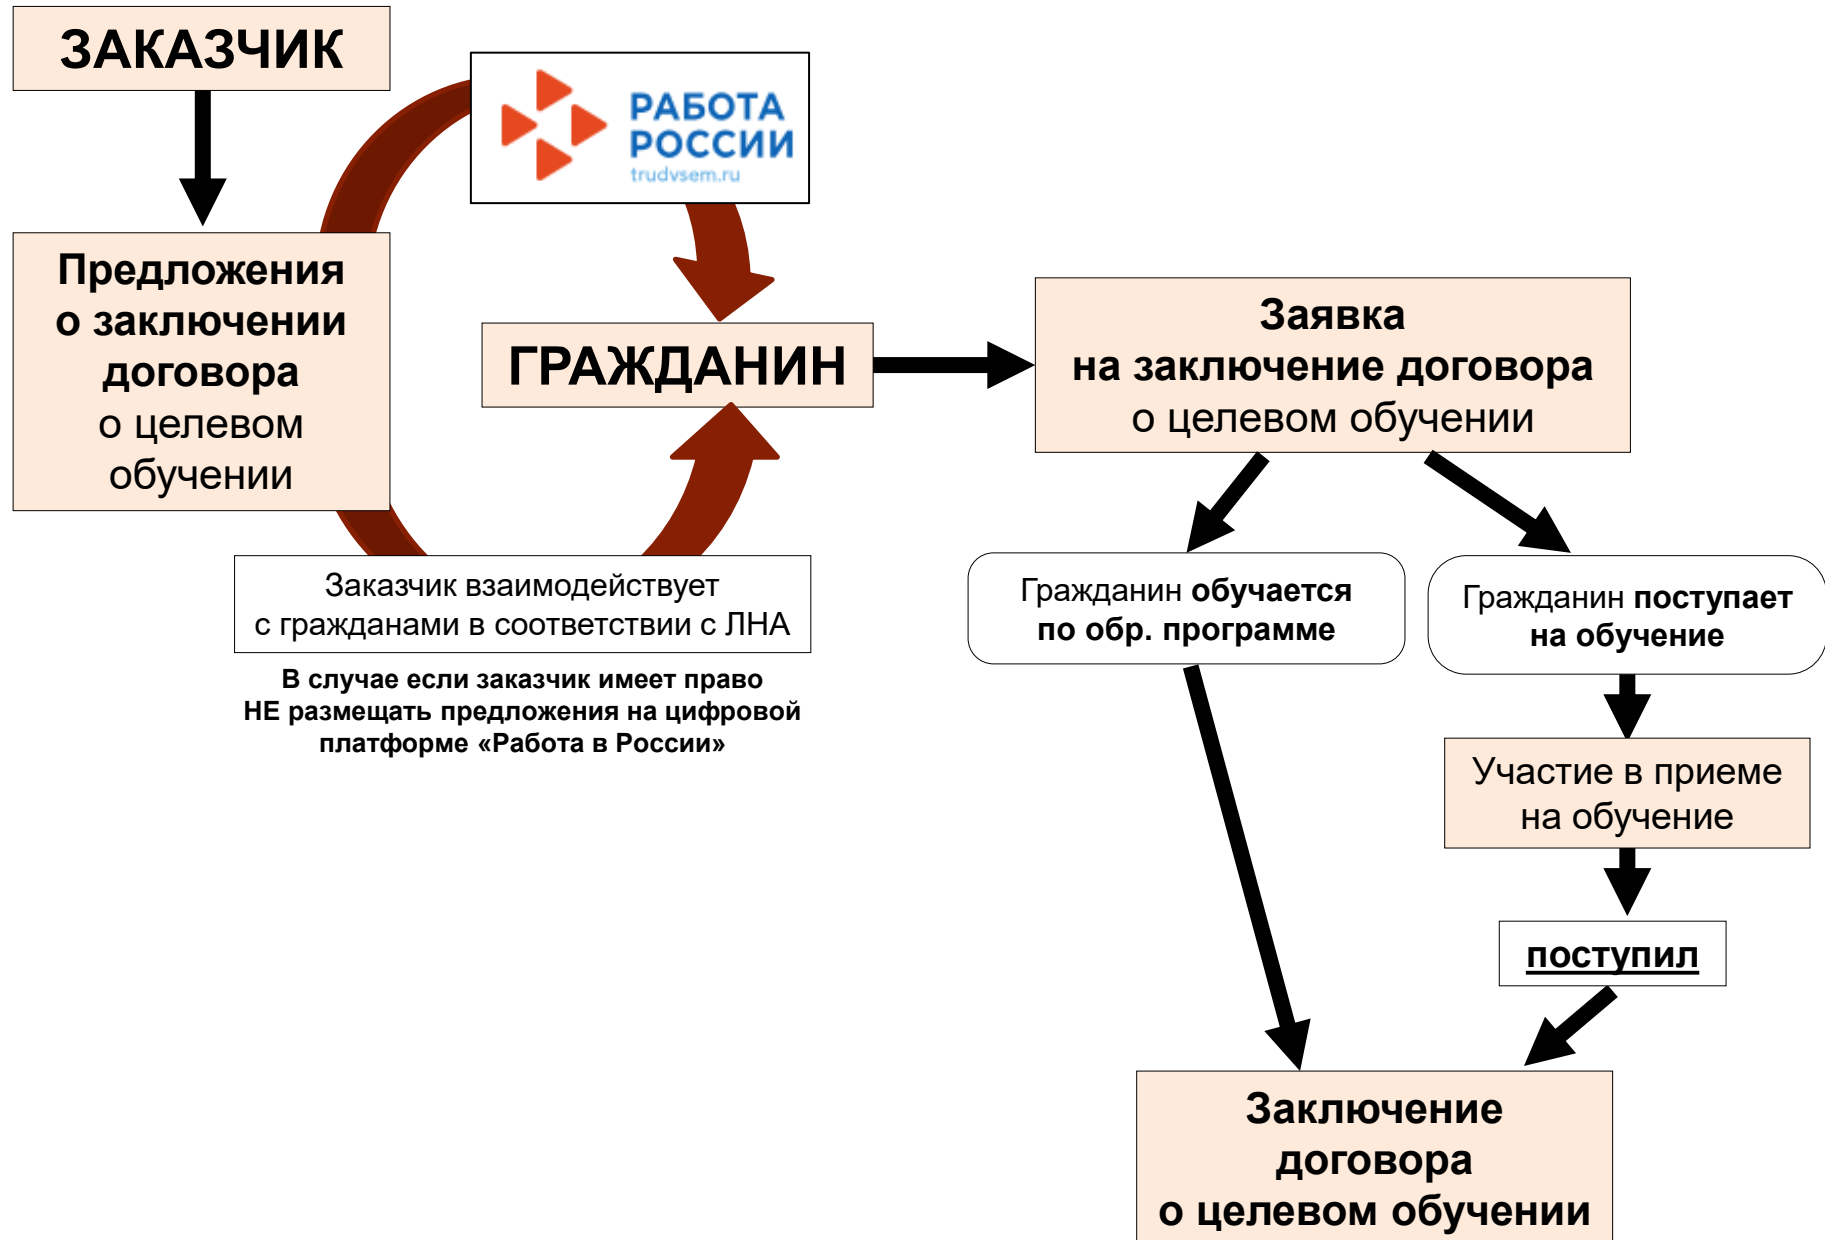 ЗАКАЗЧИК
РАБОТА
РОССИИ
trudvsem.ru
Предложения
о заключении
договора
о целевом
обучении
ГРАЖДАНИН
Заявка
на заключение договора
о целевом обучении
Заказчик взаимодействует
с гражданами в соответствии с ЛНА
В случае если заказчик имеет право
НЕ размещать предложения на цифровой
платформе «Работа в России»
Гражданин обучается
по обр. программе
Гражданин поступает
на обучение
Участие в приеме
на обучение
поступил
Заключение
договора
о целевом обучении